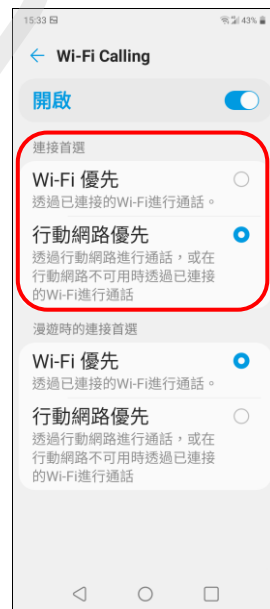 15:33 43%
Wi-Fi Calling
開啟
連接首選
Wi-Fi 優先
透過已連接的Wi-Fi進行通話。
行動網路優先
透過行動網路進行通話，或在
行動網路不可用時透過已連接
的Wi-Fi進行通話
漫遊時的連接首選
Wi-Fi 優先
透過已連接的Wi-Fi進行通話。
行動網路優先
透過行動網路進行通話，或在
行動網路不可用時透過已連接
的Wi-Fi進行通話